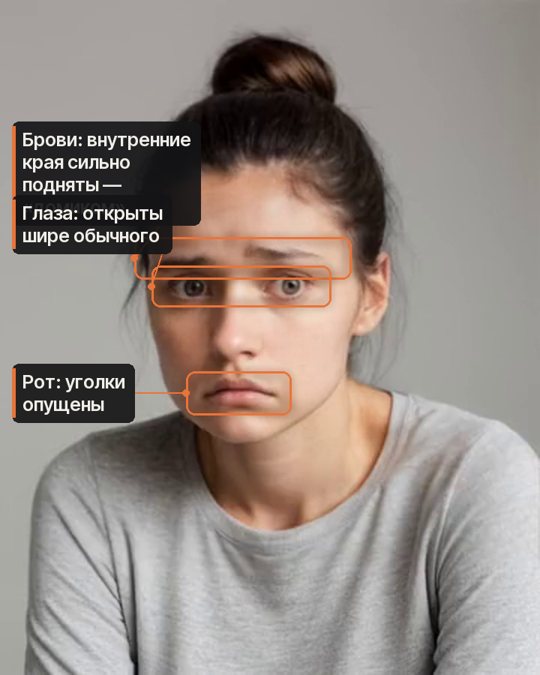 Брови: внутренние
края сильно
подняты —
Глаза: открыты
шире обычного
Рот: уголки
опущены